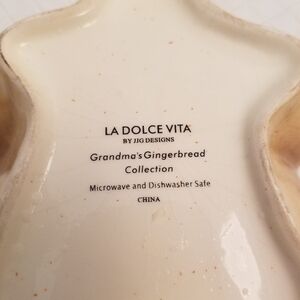 LA DOLCE VITA
BY JJG DESIGNS
Grandma's Gingerbread
Collection
Microwave and Dishwasher Safe
CHINA